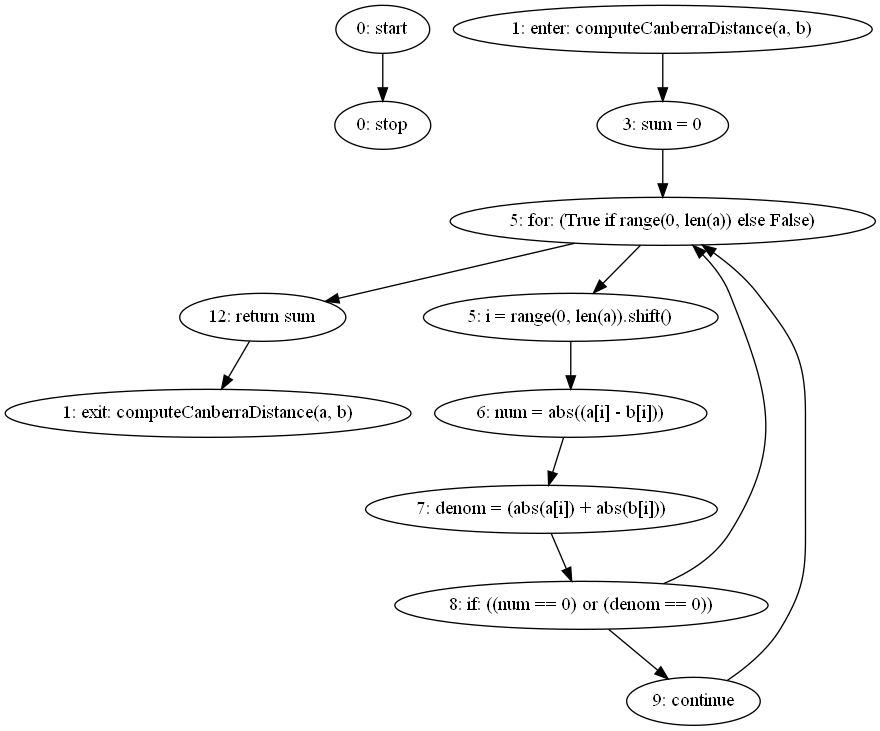 0: start
1: enter: computeCanberraDistance(a, b)
0: stop
3: sum = 0
5: for: (True if range(0, len(a)) else False)
12: return sum
5: i = range(0, len(a)).shift()
1: exit: computeCanberraDistance(a, b)
6: num = abs((a[i] - b[i]))
7: denom = (abs(a[i]) + abs(b[i]))
8: if: ((num == 0) or (denom == 0))
9: continue